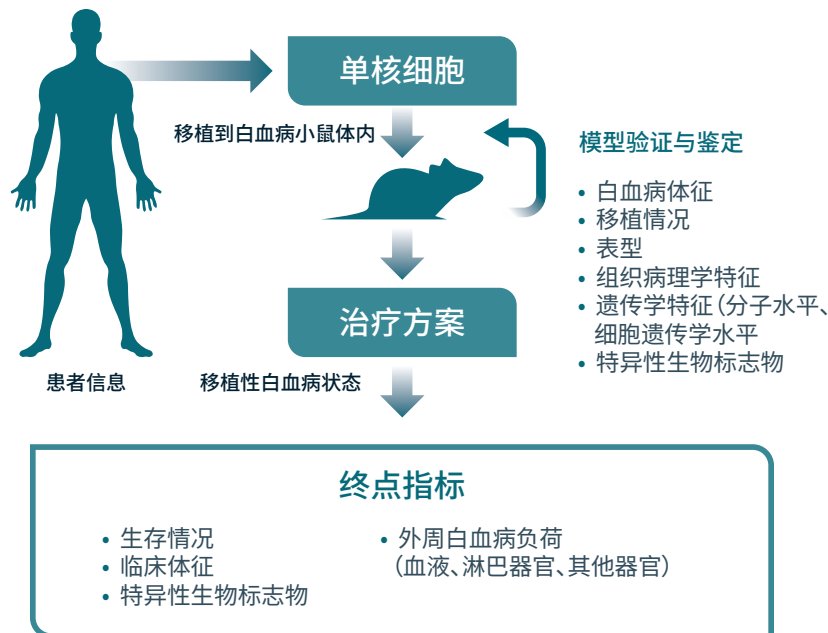 单核细胞
移植到白血病小鼠体内
模型验证与鉴定
• 白血病体征
• 移植情况
• 表型
• 组织病理学特征
• 遗传学特征（分子水平、
细胞遗传学水平
• 特异性生物标志物
治疗方案
患者信息
移植性白血病状态
终点指标
• 生存情况
• 临床体征
• 特异性生物标志物
• 外周白血病负荷
（血液、淋巴器官、其他器官）